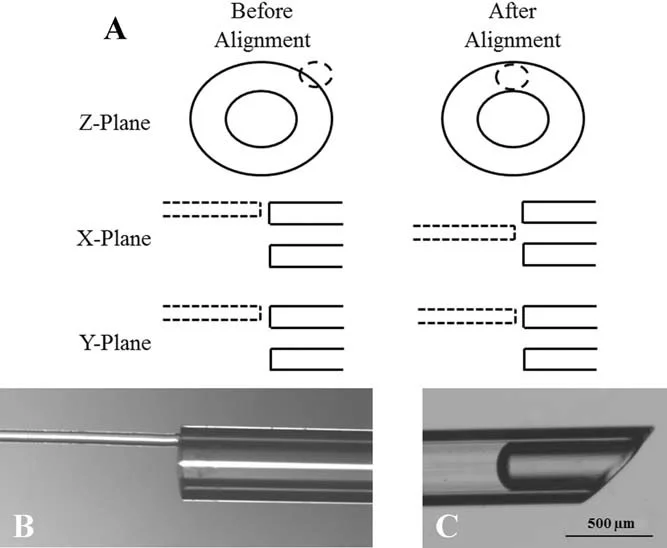 A
Before
Alignment
After
Alignment
Z-Plane
X-Plane
Y-Plane
B
C
500 µm